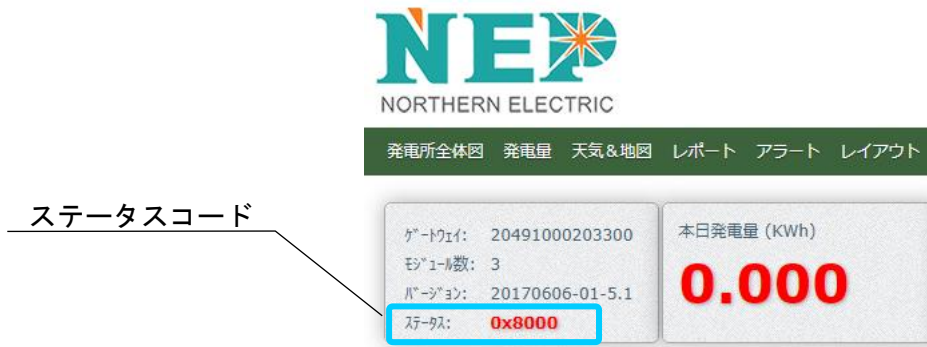 NEP
NORTHERN ELECTRIC
発電所全体図 発電量 天気&地図 レポート アラート レイアウト
ステータスコード
ｹﾞｰﾄｳｪｲ: 20491000203300
ﾓｼﾞｭｰﾙ数: 3
ﾊﾞｰｼﾞｮﾝ: 20170606-01-5.1
ｽﾃｰﾀｽ: 0x8000
本日発電量 (KWh)
0.000